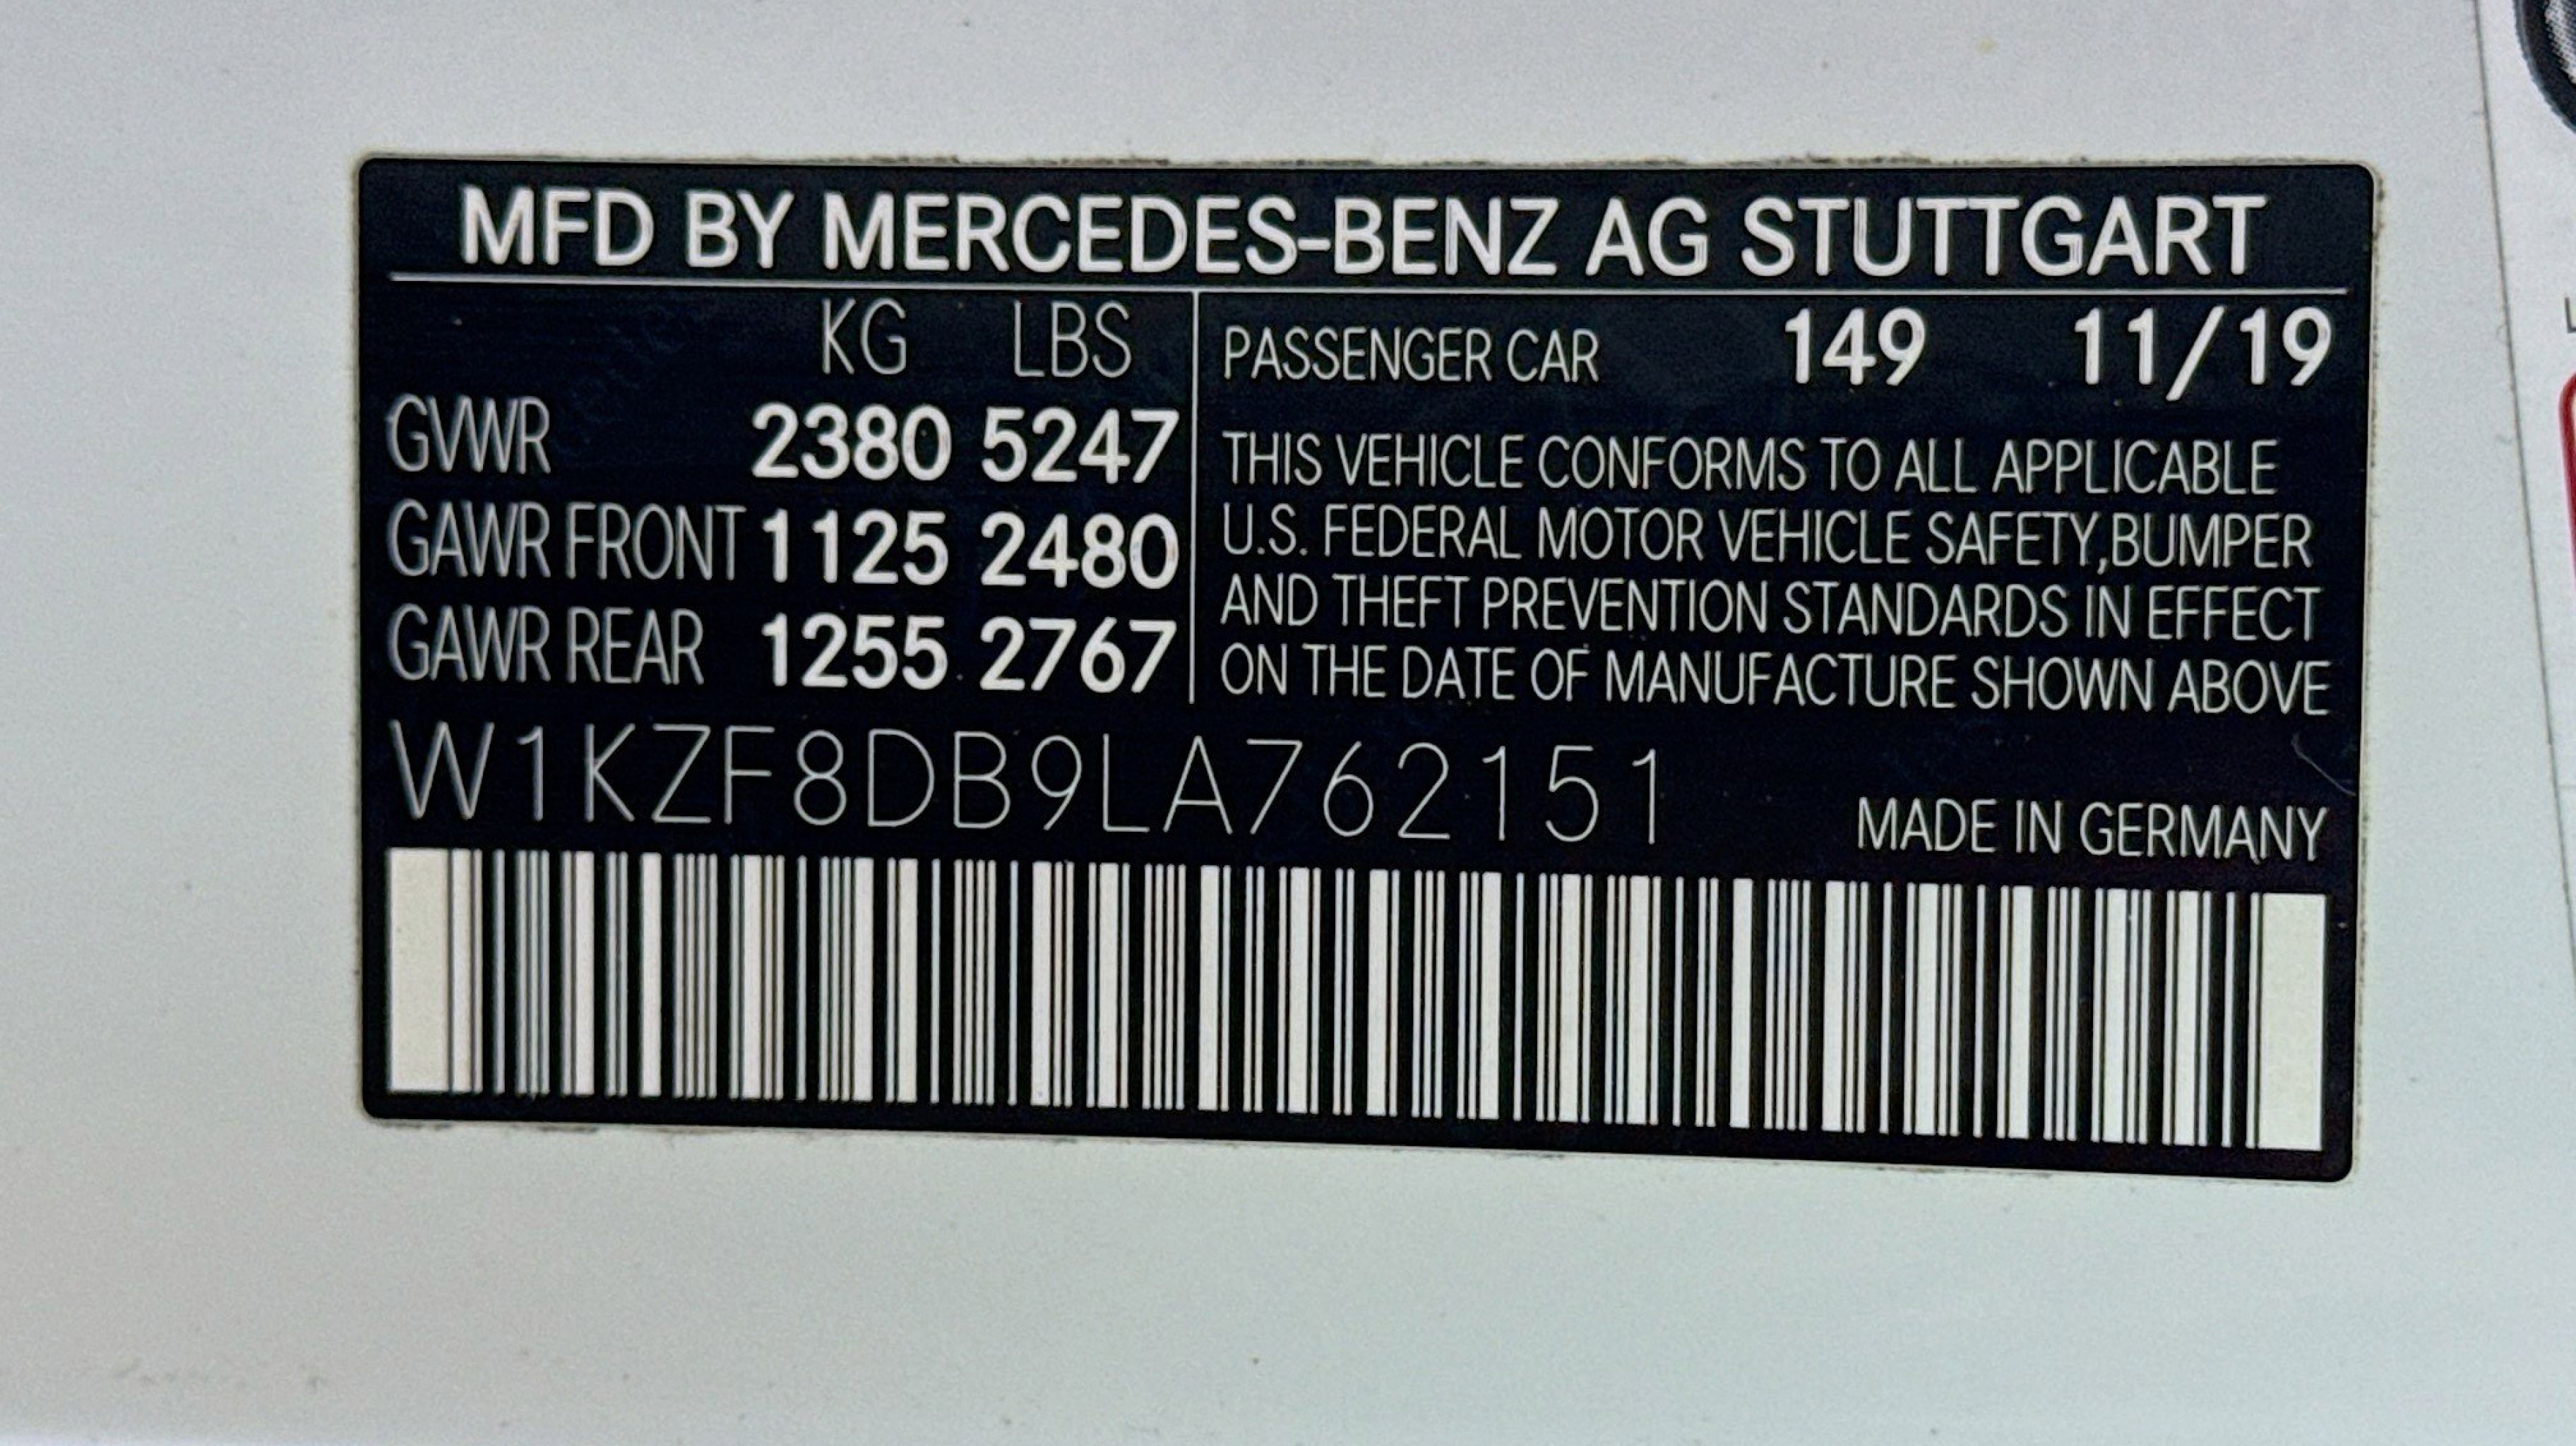 MFD BY MERCEDES-BENZ AG STUTTGART
KG LBS
GVWR 2380 5247
GAWR FRONT 1125 2480
GAWR REAR 1255 2767
PASSENGER CAR 149 11/19
THIS VEHICLE CONFORMS TO ALL APPLICABLE
U.S. FEDERAL MOTOR VEHICLE SAFETY,BUMPER
AND THEFT PREVENTION STANDARDS IN EFFECT
ON THE DATE OF MANUFACTURE SHOWN ABOVE
W1KZF8DB9LA762151
MADE IN GERMANY